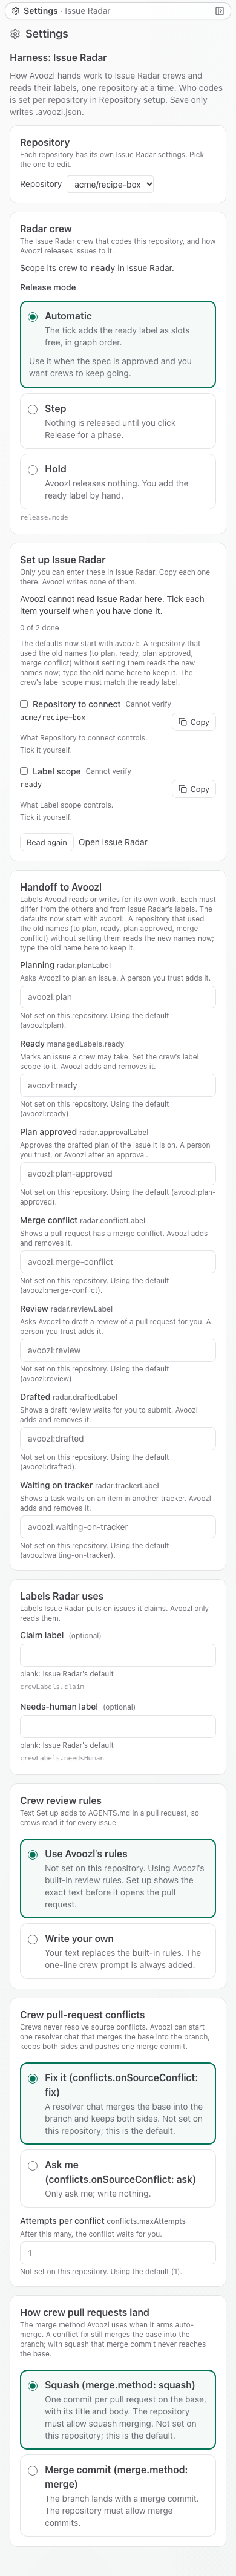 Settings · Issue Radar
Settings
Harness: Issue Radar
How Avoozl hands work to Issue Radar crews and
reads their labels, one repository at a time. Who codes
is set per repository in Repository setup. Save only
writes .avoozl.json.
Repository
Each repository has its own Issue Radar settings. Pick
the one to edit.
Repository acme/recipe-box
Radar crew
The Issue Radar crew that codes this repository, and how
Avoozl releases issues to it.
Scope its crew to ready in Issue Radar.
Release mode
Automatic
The tick adds the ready label as slots
free, in graph order.
Use it when the spec is approved and you
want crews to keep going.
Step
Nothing is released until you click
Release for a phase.
Hold
Avoozl releases nothing. You add the
ready label by hand.
release.mode
Set up Issue Radar
Only you can enter these in Issue Radar. Copy each one
there. Avoozl writes none of them.
Avoozl cannot read Issue Radar here. Tick each
item yourself when you have done it.
0 of 2 done
The defaults now start with avoozl:. A repository that
used the old names (to plan, ready, plan approved,
merge conflict) without setting them reads the new
names now; type the old name here to keep it. The
crew's label scope must match the ready label.
Repository to connect Cannot verify
acme/recipe-box
Copy
What Repository to connect controls.
Tick it yourself.
Label scope Cannot verify
ready
Copy
What Label scope controls.
Tick it yourself.
Read again Open Issue Radar
Handoff to Avoozl
Labels Avoozl reads or writes for its own work. Each must
differ from the others and from Issue Radar's labels. The
defaults now start with avoozl:. A repository that used
the old names (to plan, ready, plan approved, merge
conflict) without setting them reads the new names now;
type the old name here to keep it.
Planning radar.planLabel
Asks Avoozl to plan an issue. A person you trust adds it.
avoozl:plan
Not set on this repository. Using the default
(avoozl:plan).
Ready managedLabels.ready
Marks an issue a crew may take. Set the crew's label
scope to it. Avoozl adds and removes it.
avoozl:ready
Not set on this repository. Using the default
(avoozl:ready).
Plan approved radar.approvalLabel
Approves the drafted plan of the issue it is on. A person
you trust, or Avoozl after an approval.
avoozl:plan-approved
Not set on this repository. Using the default (avoozl:plan-
approved).
Merge conflict radar.conflictLabel
Shows a pull request has a merge conflict. Avoozl adds
and removes it.
avoozl:merge-conflict
Not set on this repository. Using the default
(avoozl:merge-conflict).
Review radar.reviewLabel
Asks Avoozl to draft a review of a pull request for you. A
person you trust adds it.
avoozl:review
Not set on this repository. Using the default
(avoozl:review).
Drafted radar.draftedLabel
Shows a draft review waits for you to submit. Avoozl
adds and removes it.
avoozl:drafted
Not set on this repository. Using the default
(avoozl:drafted).
Waiting on tracker radar.trackerLabel
Shows a task waits on an item in another tracker. Avoozl
adds and removes it.
avoozl:waiting-on-tracker
Not set on this repository. Using the default
(avoozl:waiting-on-tracker).
Labels Radar uses
Labels Issue Radar puts on issues it claims. Avoozl only
reads them.
Claim label (optional)
blank: Issue Radar's default
crewLabels.claim
Needs-human label (optional)
blank: Issue Radar's default
crewLabels.needsHuman
Crew review rules
Text Set up adds to AGENTS.md in a pull request, so
crews read it for every issue.
Use Avoozl's rules
Not set on this repository. Using Avoozl's
built-in review rules. Set up shows the
exact text before it opens the pull
request.
Write your own
Your text replaces the built-in rules. The
one-line crew prompt is always added.
Crew pull-request conflicts
Crews never resolve source conflicts. Avoozl can start
one resolver chat that merges the base into the branch,
keeps both sides and pushes one merge commit.
Fix it (conflicts.onSourceConflict:
fix)
A resolver chat merges the base into the
branch and keeps both sides. Not set on
this repository; this is the default.
Ask me
(conflicts.onSourceConflict: ask)
Only ask me; write nothing.
Attempts per conflict conflicts.maxAttempts
After this many, the conflict waits for you.
1
Not set on this repository. Using the default (1).
How crew pull requests land
The merge method Avoozl uses when it arms auto-
merge. A conflict fix still merges the base into the
branch; with squash that merge commit never reaches
the base.
Squash (merge.method: squash)
One commit per pull request on the base,
with its title and body. The repository
must allow squash merging. Not set on
this repository; this is the default.
Merge commit (merge.method:
merge)
The branch lands with a merge commit.
The repository must allow merge
commits.